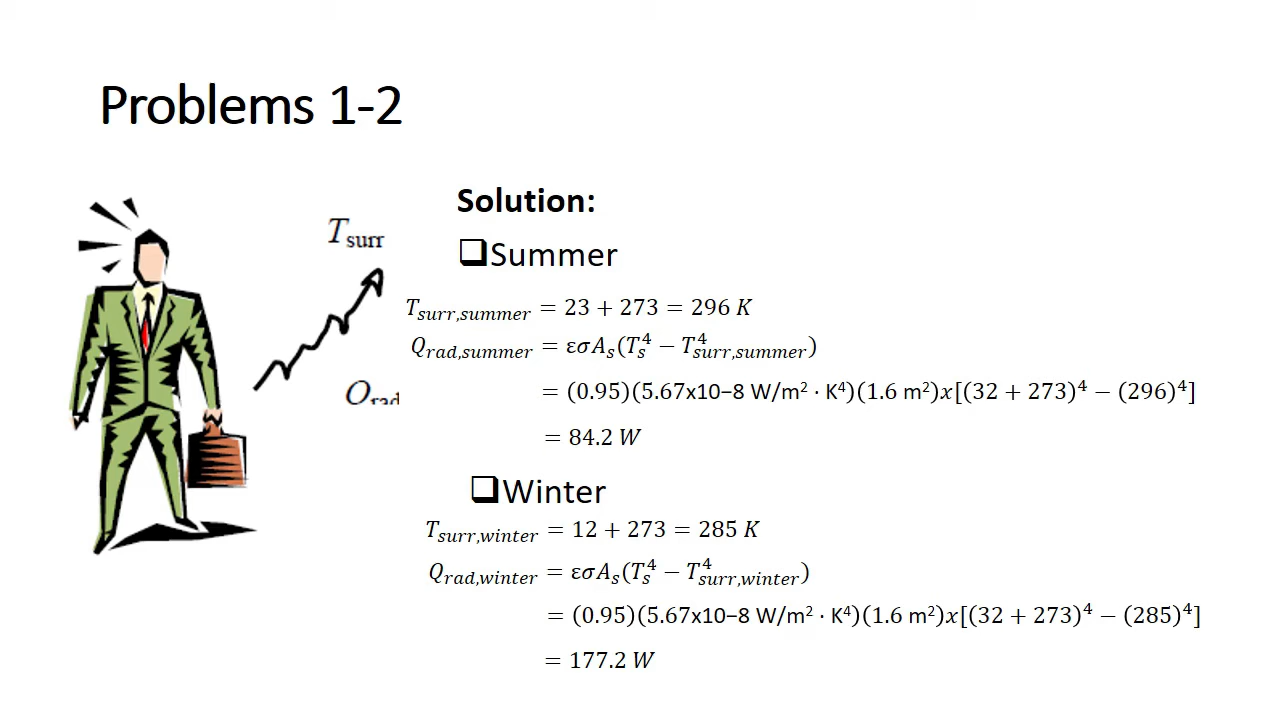 Problems 1-2
Solution:
❑Summer
T_surr
T_surr,summer = 23 + 273 = 296 K
Q_rad,summer = εσA_s(T_s^4 − T_surr,summer^4)
Q_rad
= (0.95)(5.67x10−8 W/m² · K⁴)(1.6 m²)x[(32 + 273)⁴ − (296)⁴]
= 84.2 W
❑Winter
T_surr,winter = 12 + 273 = 285 K
Q_rad,winter = εσA_s(T_s^4 − T_surr,winter^4)
= (0.95)(5.67x10−8 W/m² · K⁴)(1.6 m²)x[(32 + 273)⁴ − (285)⁴]
= 177.2 W